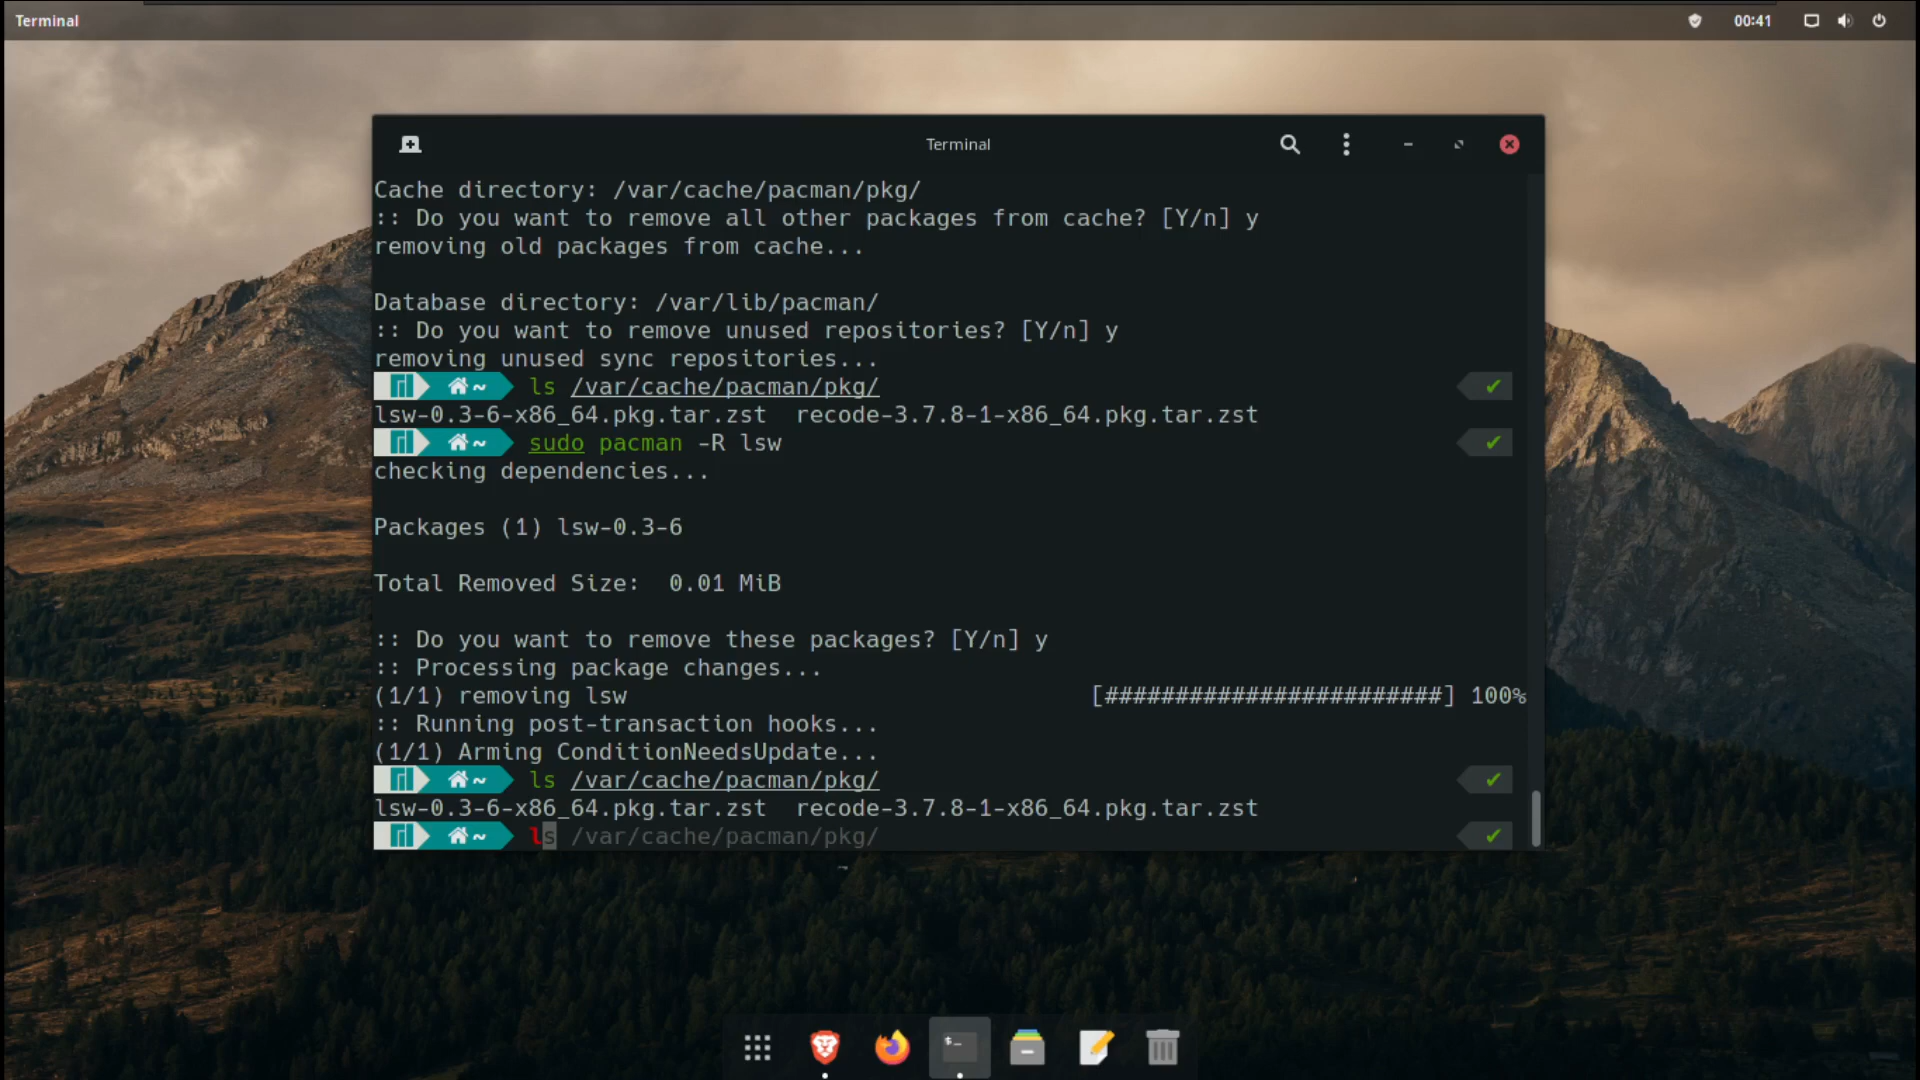 Terminal
00:41
Terminal
Cache directory: /var/cache/pacman/pkg/
:: Do you want to remove all other packages from cache? [Y/n] y
removing old packages from cache...
Database directory: /var/lib/pacman/
:: Do you want to remove unused repositories? [Y/n] y
removing unused sync repositories...
~ ls /var/cache/pacman/pkg/ ✔
lsw-0.3-6-x86_64.pkg.tar.zst  recode-3.7.8-1-x86_64.pkg.tar.zst
~ sudo pacman -R lsw ✔
checking dependencies...
Packages (1) lsw-0.3-6
Total Removed Size:  0.01 MiB
:: Do you want to remove these packages? [Y/n] y
:: Processing package changes...
(1/1) removing lsw [########################] 100%
:: Running post-transaction hooks...
(1/1) Arming ConditionNeedsUpdate...
~ ls /var/cache/pacman/pkg/ ✔
lsw-0.3-6-x86_64.pkg.tar.zst  recode-3.7.8-1-x86_64.pkg.tar.zst
~ ls /var/cache/pacman/pkg/ ✔
$_